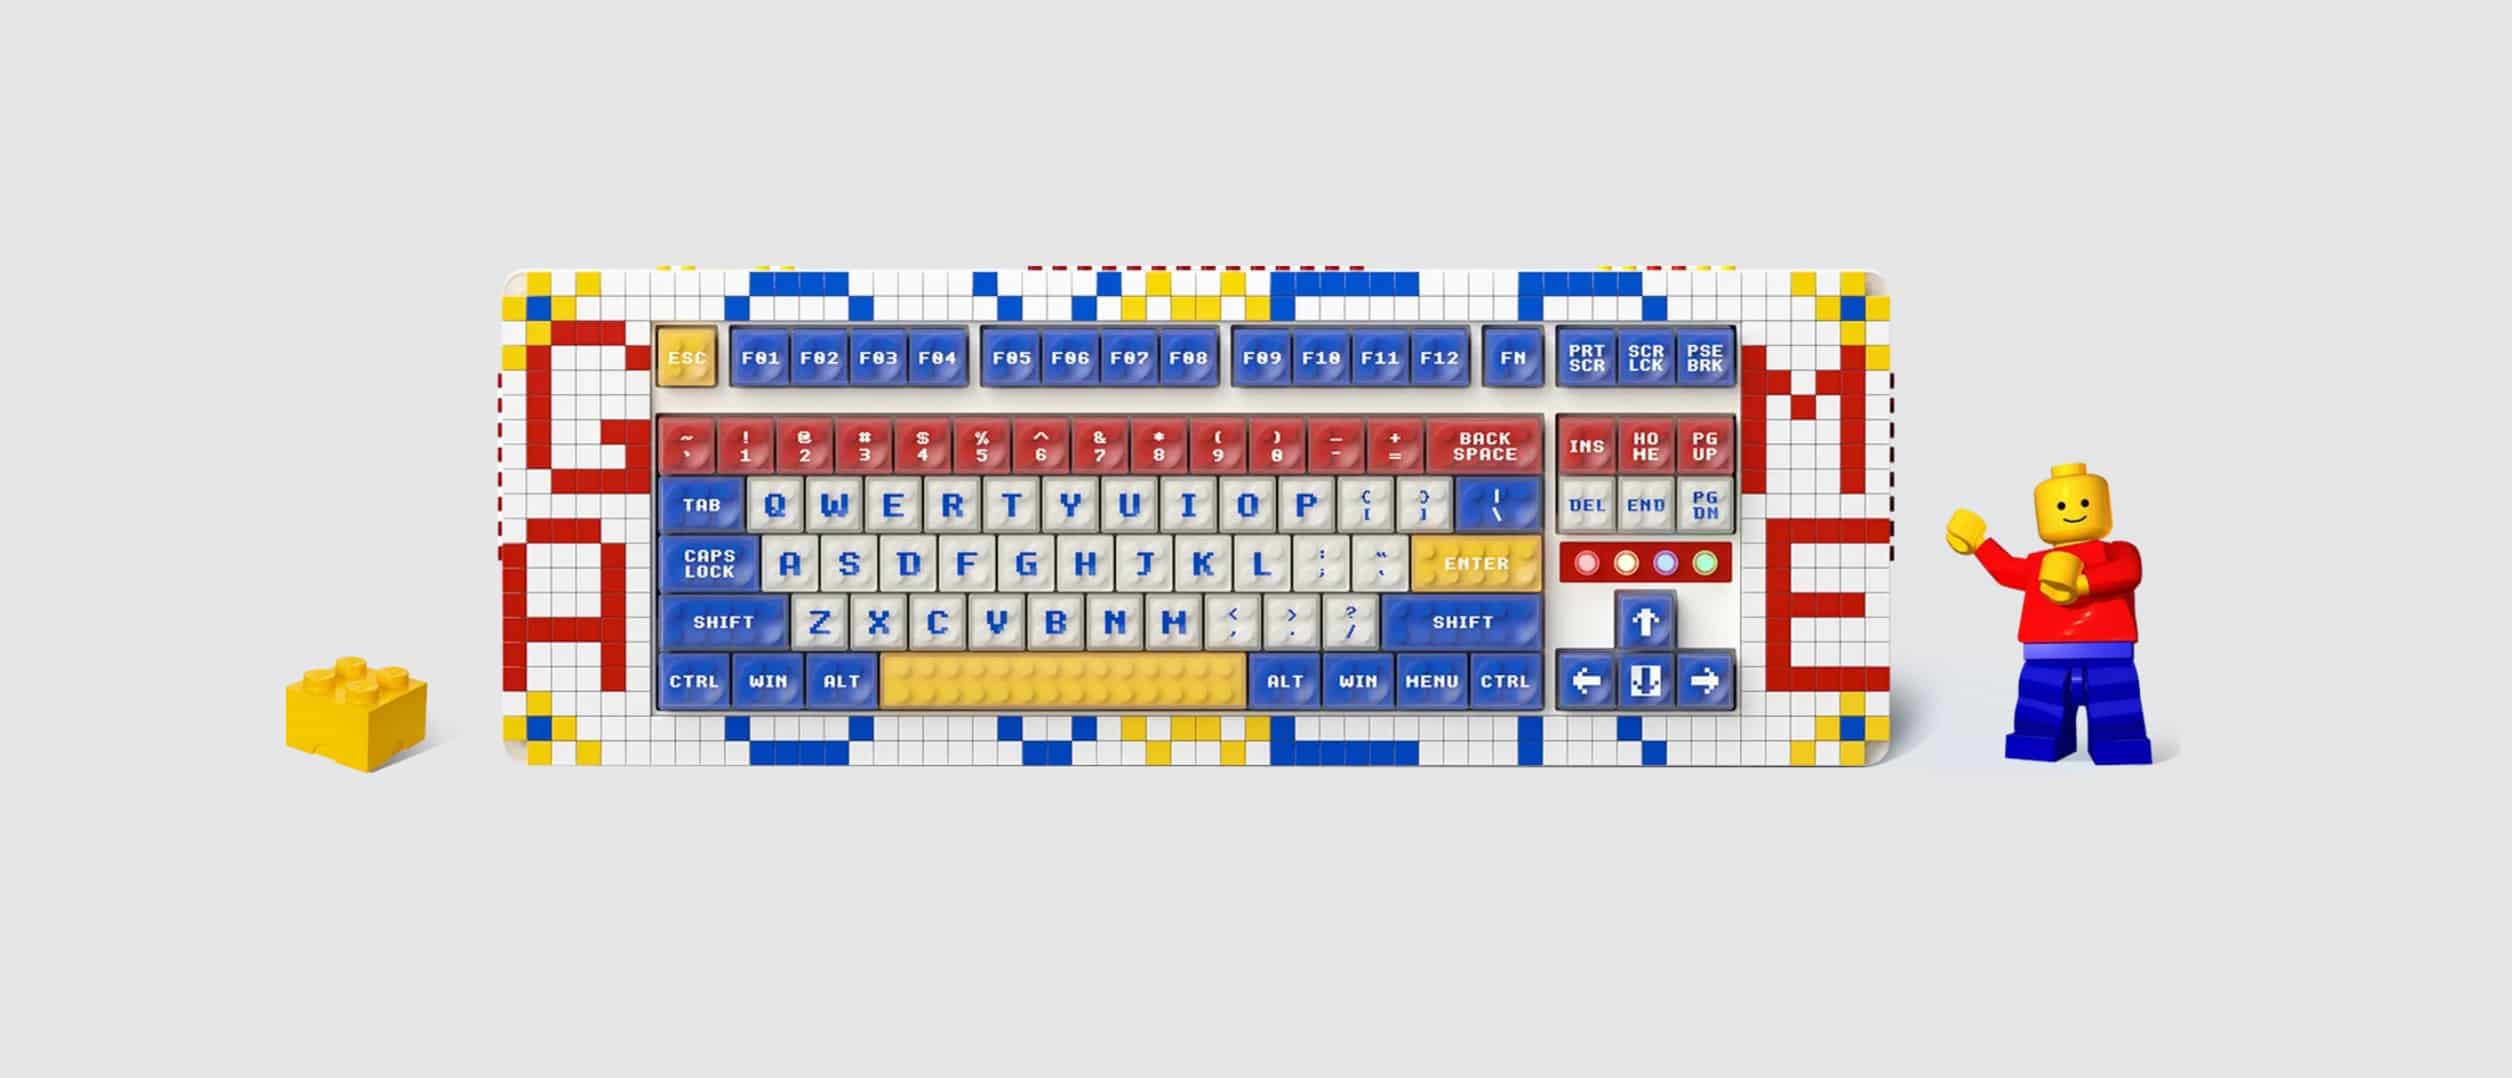 G
A
M
E
ESC F01 F02 F03 F04 F05 F06 F07 F08 F09 F10 F11 F12 FN PRT SCR SCR LCK PSE BRK
~ ` ! 1 @ 2 # 3 $ 4 % 5 ^ 6 & 7 * 8 ( 9 ) 0 _ - + = BACK SPACE INS HO ME PG UP
TAB Q W E R T Y U I O P { [ } ] | \ DEL END PG DN
CAPS LOCK A S D F G H J K L : ; " ' ENTER
SHIFT Z X C V B N M < , > . ? / SHIFT ↑
CTRL WIN ALT ALT WIN MENU CTRL ← ↓ →